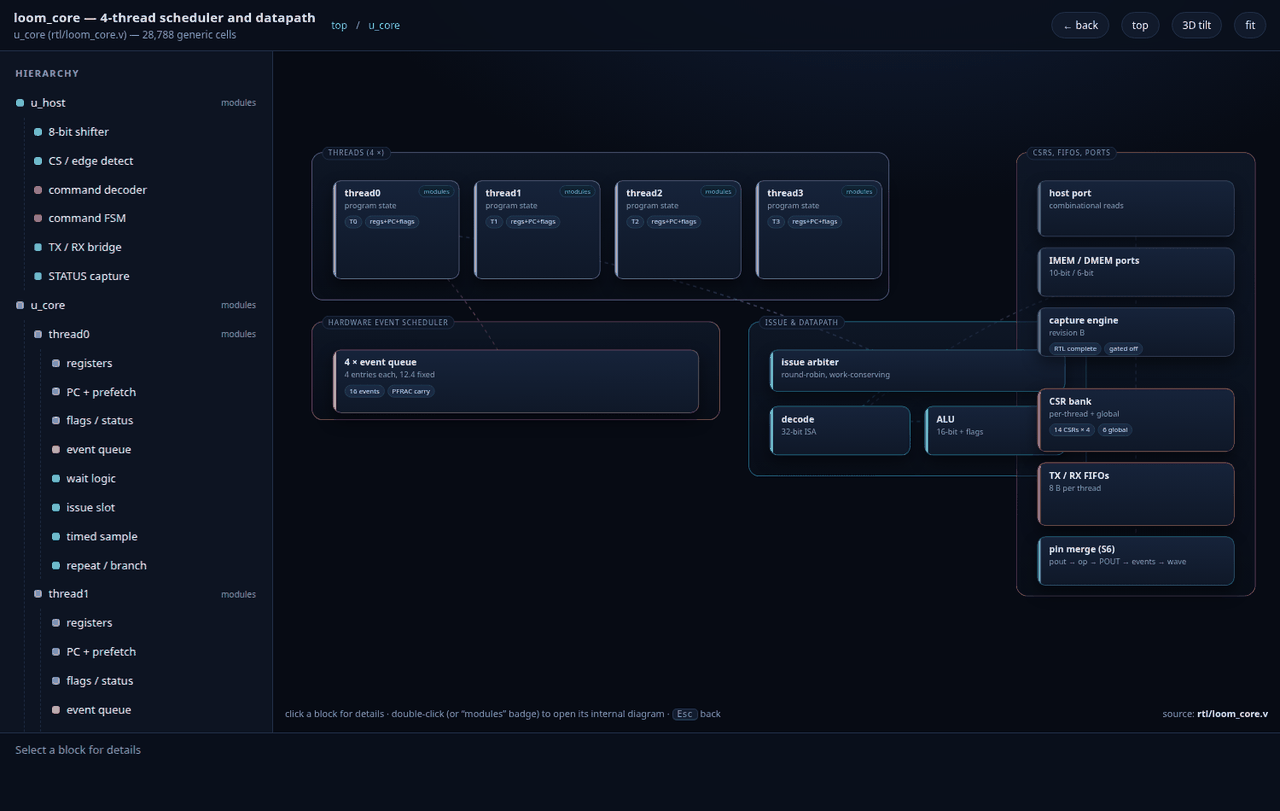 loom_core — 4-thread scheduler and datapath
u_core (rtl/loom_core.v) — 28,788 generic cells
top / u_core
← back
top
3D tilt
fit
HIERARCHY
u_host modules
8-bit shifter
CS / edge detect
command decoder
command FSM
TX / RX bridge
STATUS capture
u_core modules
thread0 modules
registers
PC + prefetch
flags / status
event queue
wait logic
issue slot
timed sample
repeat / branch
thread1 modules
registers
PC + prefetch
flags / status
event queue
THREADS (4 ×)
thread0 modules
program state
T0 regs+PC+flags
thread1 modules
program state
T1 regs+PC+flags
thread2 modules
program state
T2 regs+PC+flags
thread3 modules
program state
T3 regs+PC+flags
HARDWARE EVENT SCHEDULER
4 × event queue
4 entries each, 12.4 fixed
16 events PFRAC carry
ISSUE & DATAPATH
issue arbiter
round-robin, work-conserving
decode
32-bit ISA
ALU
16-bit + flags
CSRS, FIFOS, PORTS
host port
combinational reads
IMEM / DMEM ports
10-bit / 6-bit
capture engine
revision B
RTL complete gated off
CSR bank
per-thread + global
14 CSRs × 4 6 global
TX / RX FIFOs
8 B per thread
pin merge (S6)
pout → op → POUT → events → wave
click a block for details · double-click (or “modules” badge) to open its internal diagram · Esc back
source: rtl/loom_core.v
Select a block for details